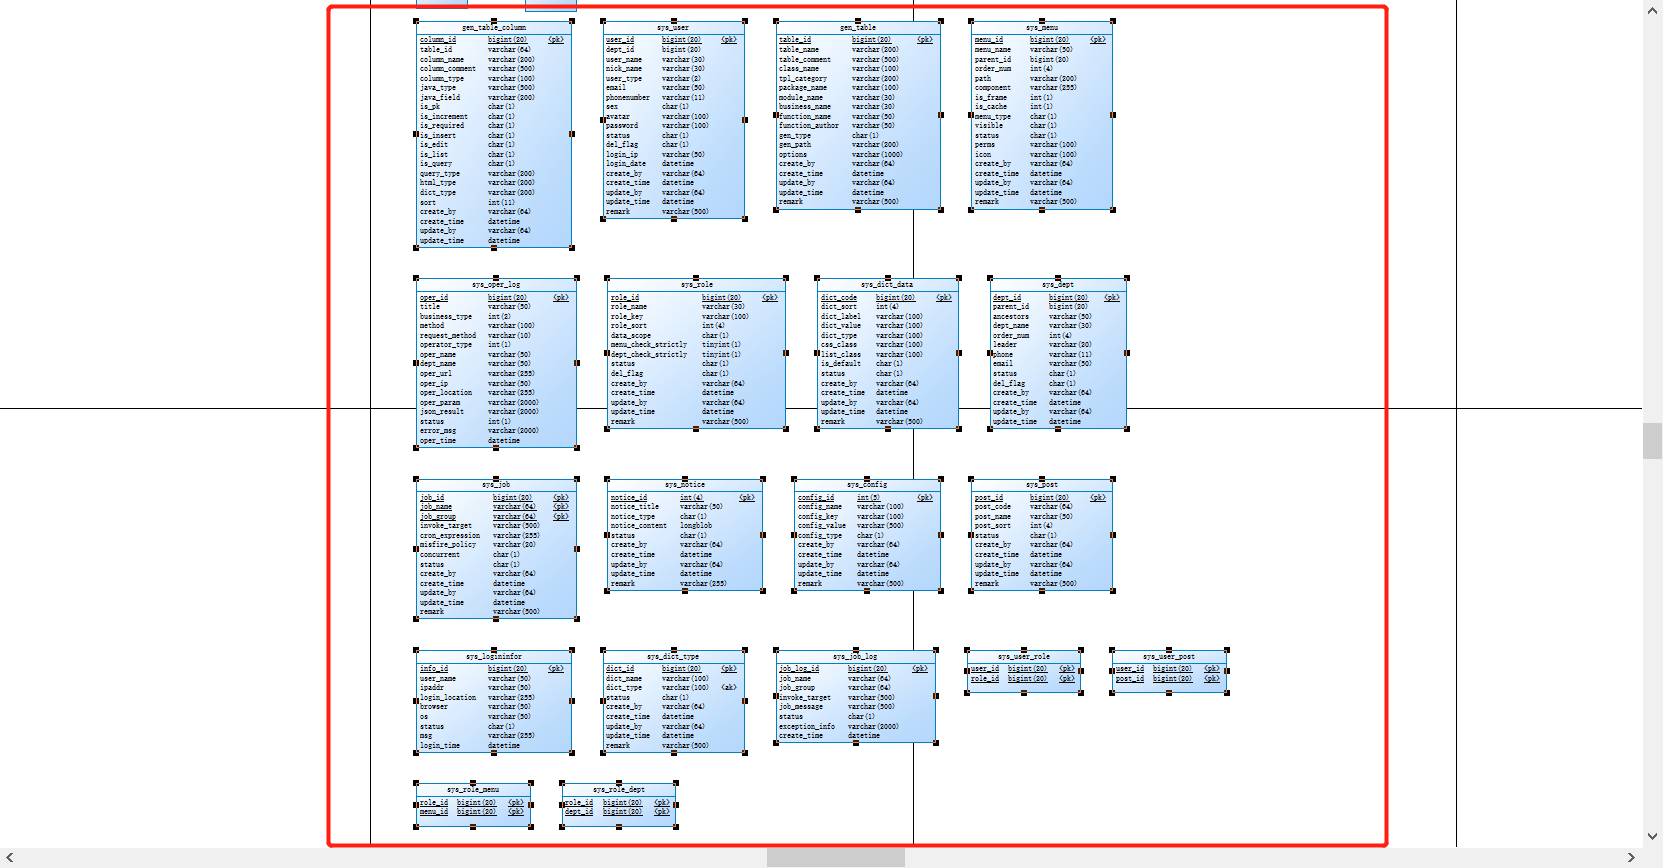 gen_table_column
column_id bigint(20) <pk>
table_id varchar(64)
column_name varchar(200)
column_comment varchar(500)
column_type varchar(100)
java_type varchar(500)
java_field varchar(200)
is_pk char(1)
is_increment char(1)
is_required char(1)
is_insert char(1)
is_edit char(1)
is_list char(1)
is_query char(1)
query_type varchar(200)
html_type varchar(200)
dict_type varchar(200)
sort int(11)
create_by varchar(64)
create_time datetime
update_by varchar(64)
update_time datetime
sys_user
user_id bigint(20) <pk>
dept_id bigint(20)
user_name varchar(30)
nick_name varchar(30)
user_type varchar(2)
email varchar(50)
phonenumber varchar(11)
sex char(1)
avatar varchar(100)
password varchar(100)
status char(1)
del_flag char(1)
login_ip varchar(50)
login_date datetime
create_by varchar(64)
create_time datetime
update_by varchar(64)
update_time datetime
remark varchar(500)
gen_table
table_id bigint(20) <pk>
table_name varchar(200)
table_comment varchar(500)
class_name varchar(100)
tpl_category varchar(200)
package_name varchar(100)
module_name varchar(30)
business_name varchar(30)
function_name varchar(50)
function_author varchar(50)
gen_type char(1)
gen_path varchar(200)
options varchar(1000)
create_by varchar(64)
create_time datetime
update_by varchar(64)
update_time datetime
remark varchar(500)
sys_menu
menu_id bigint(20) <pk>
menu_name varchar(50)
parent_id bigint(20)
order_num int(4)
path varchar(200)
component varchar(255)
is_frame int(1)
is_cache int(1)
menu_type char(1)
visible char(1)
status char(1)
perms varchar(100)
icon varchar(100)
create_by varchar(64)
create_time datetime
update_by varchar(64)
update_time datetime
remark varchar(500)
sys_oper_log
oper_id bigint(20) <pk>
title varchar(50)
business_type int(2)
method varchar(100)
request_method varchar(10)
operator_type int(1)
oper_name varchar(50)
dept_name varchar(50)
oper_url varchar(255)
oper_ip varchar(50)
oper_location varchar(255)
oper_param varchar(2000)
json_result varchar(2000)
status int(1)
error_msg varchar(2000)
oper_time datetime
sys_role
role_id bigint(20) <pk>
role_name varchar(30)
role_key varchar(100)
role_sort int(4)
data_scope char(1)
menu_check_strictly tinyint(1)
dept_check_strictly tinyint(1)
status char(1)
del_flag char(1)
create_by varchar(64)
create_time datetime
update_by varchar(64)
update_time datetime
remark varchar(500)
sys_dict_data
dict_code bigint(20) <pk>
dict_sort int(4)
dict_label varchar(100)
dict_value varchar(100)
dict_type varchar(100)
css_class varchar(100)
list_class varchar(100)
is_default char(1)
status char(1)
create_by varchar(64)
create_time datetime
update_by varchar(64)
update_time datetime
remark varchar(500)
sys_dept
dept_id bigint(20) <pk>
parent_id bigint(20)
ancestors varchar(50)
dept_name varchar(30)
order_num int(4)
leader varchar(20)
phone varchar(11)
email varchar(50)
status char(1)
del_flag char(1)
create_by varchar(64)
create_time datetime
update_by varchar(64)
update_time datetime
sys_job
job_id bigint(20) <pk>
job_name varchar(64) <pk>
job_group varchar(64) <pk>
invoke_target varchar(500)
cron_expression varchar(255)
misfire_policy varchar(20)
concurrent char(1)
status char(1)
create_by varchar(64)
create_time datetime
update_by varchar(64)
update_time datetime
remark varchar(500)
sys_notice
notice_id int(4) <pk>
notice_title varchar(50)
notice_type char(1)
notice_content longblob
status char(1)
create_by varchar(64)
create_time datetime
update_by varchar(64)
update_time datetime
remark varchar(255)
sys_config
config_id int(5) <pk>
config_name varchar(100)
config_key varchar(100)
config_value varchar(500)
config_type char(1)
create_by varchar(64)
create_time datetime
update_by varchar(64)
update_time datetime
remark varchar(500)
sys_post
post_id bigint(20) <pk>
post_code varchar(64)
post_name varchar(50)
post_sort int(4)
status char(1)
create_by varchar(64)
create_time datetime
update_by varchar(64)
update_time datetime
remark varchar(500)
sys_logininfor
info_id bigint(20) <pk>
user_name varchar(50)
ipaddr varchar(50)
login_location varchar(255)
browser varchar(50)
os varchar(50)
status char(1)
msg varchar(255)
login_time datetime
sys_dict_type
dict_id bigint(20) <pk>
dict_name varchar(100)
dict_type varchar(100) <ak>
status char(1)
create_by varchar(64)
create_time datetime
update_by varchar(64)
update_time datetime
remark varchar(500)
sys_job_log
job_log_id bigint(20) <pk>
job_name varchar(64)
job_group varchar(64)
invoke_target varchar(500)
job_message varchar(500)
status char(1)
exception_info varchar(2000)
create_time datetime
sys_user_role
user_id bigint(20) <pk>
role_id bigint(20) <pk>
sys_user_post
user_id bigint(20) <pk>
post_id bigint(20) <pk>
sys_role_menu
role_id bigint(20) <pk>
menu_id bigint(20) <pk>
sys_role_dept
role_id bigint(20) <pk>
dept_id bigint(20) <pk>